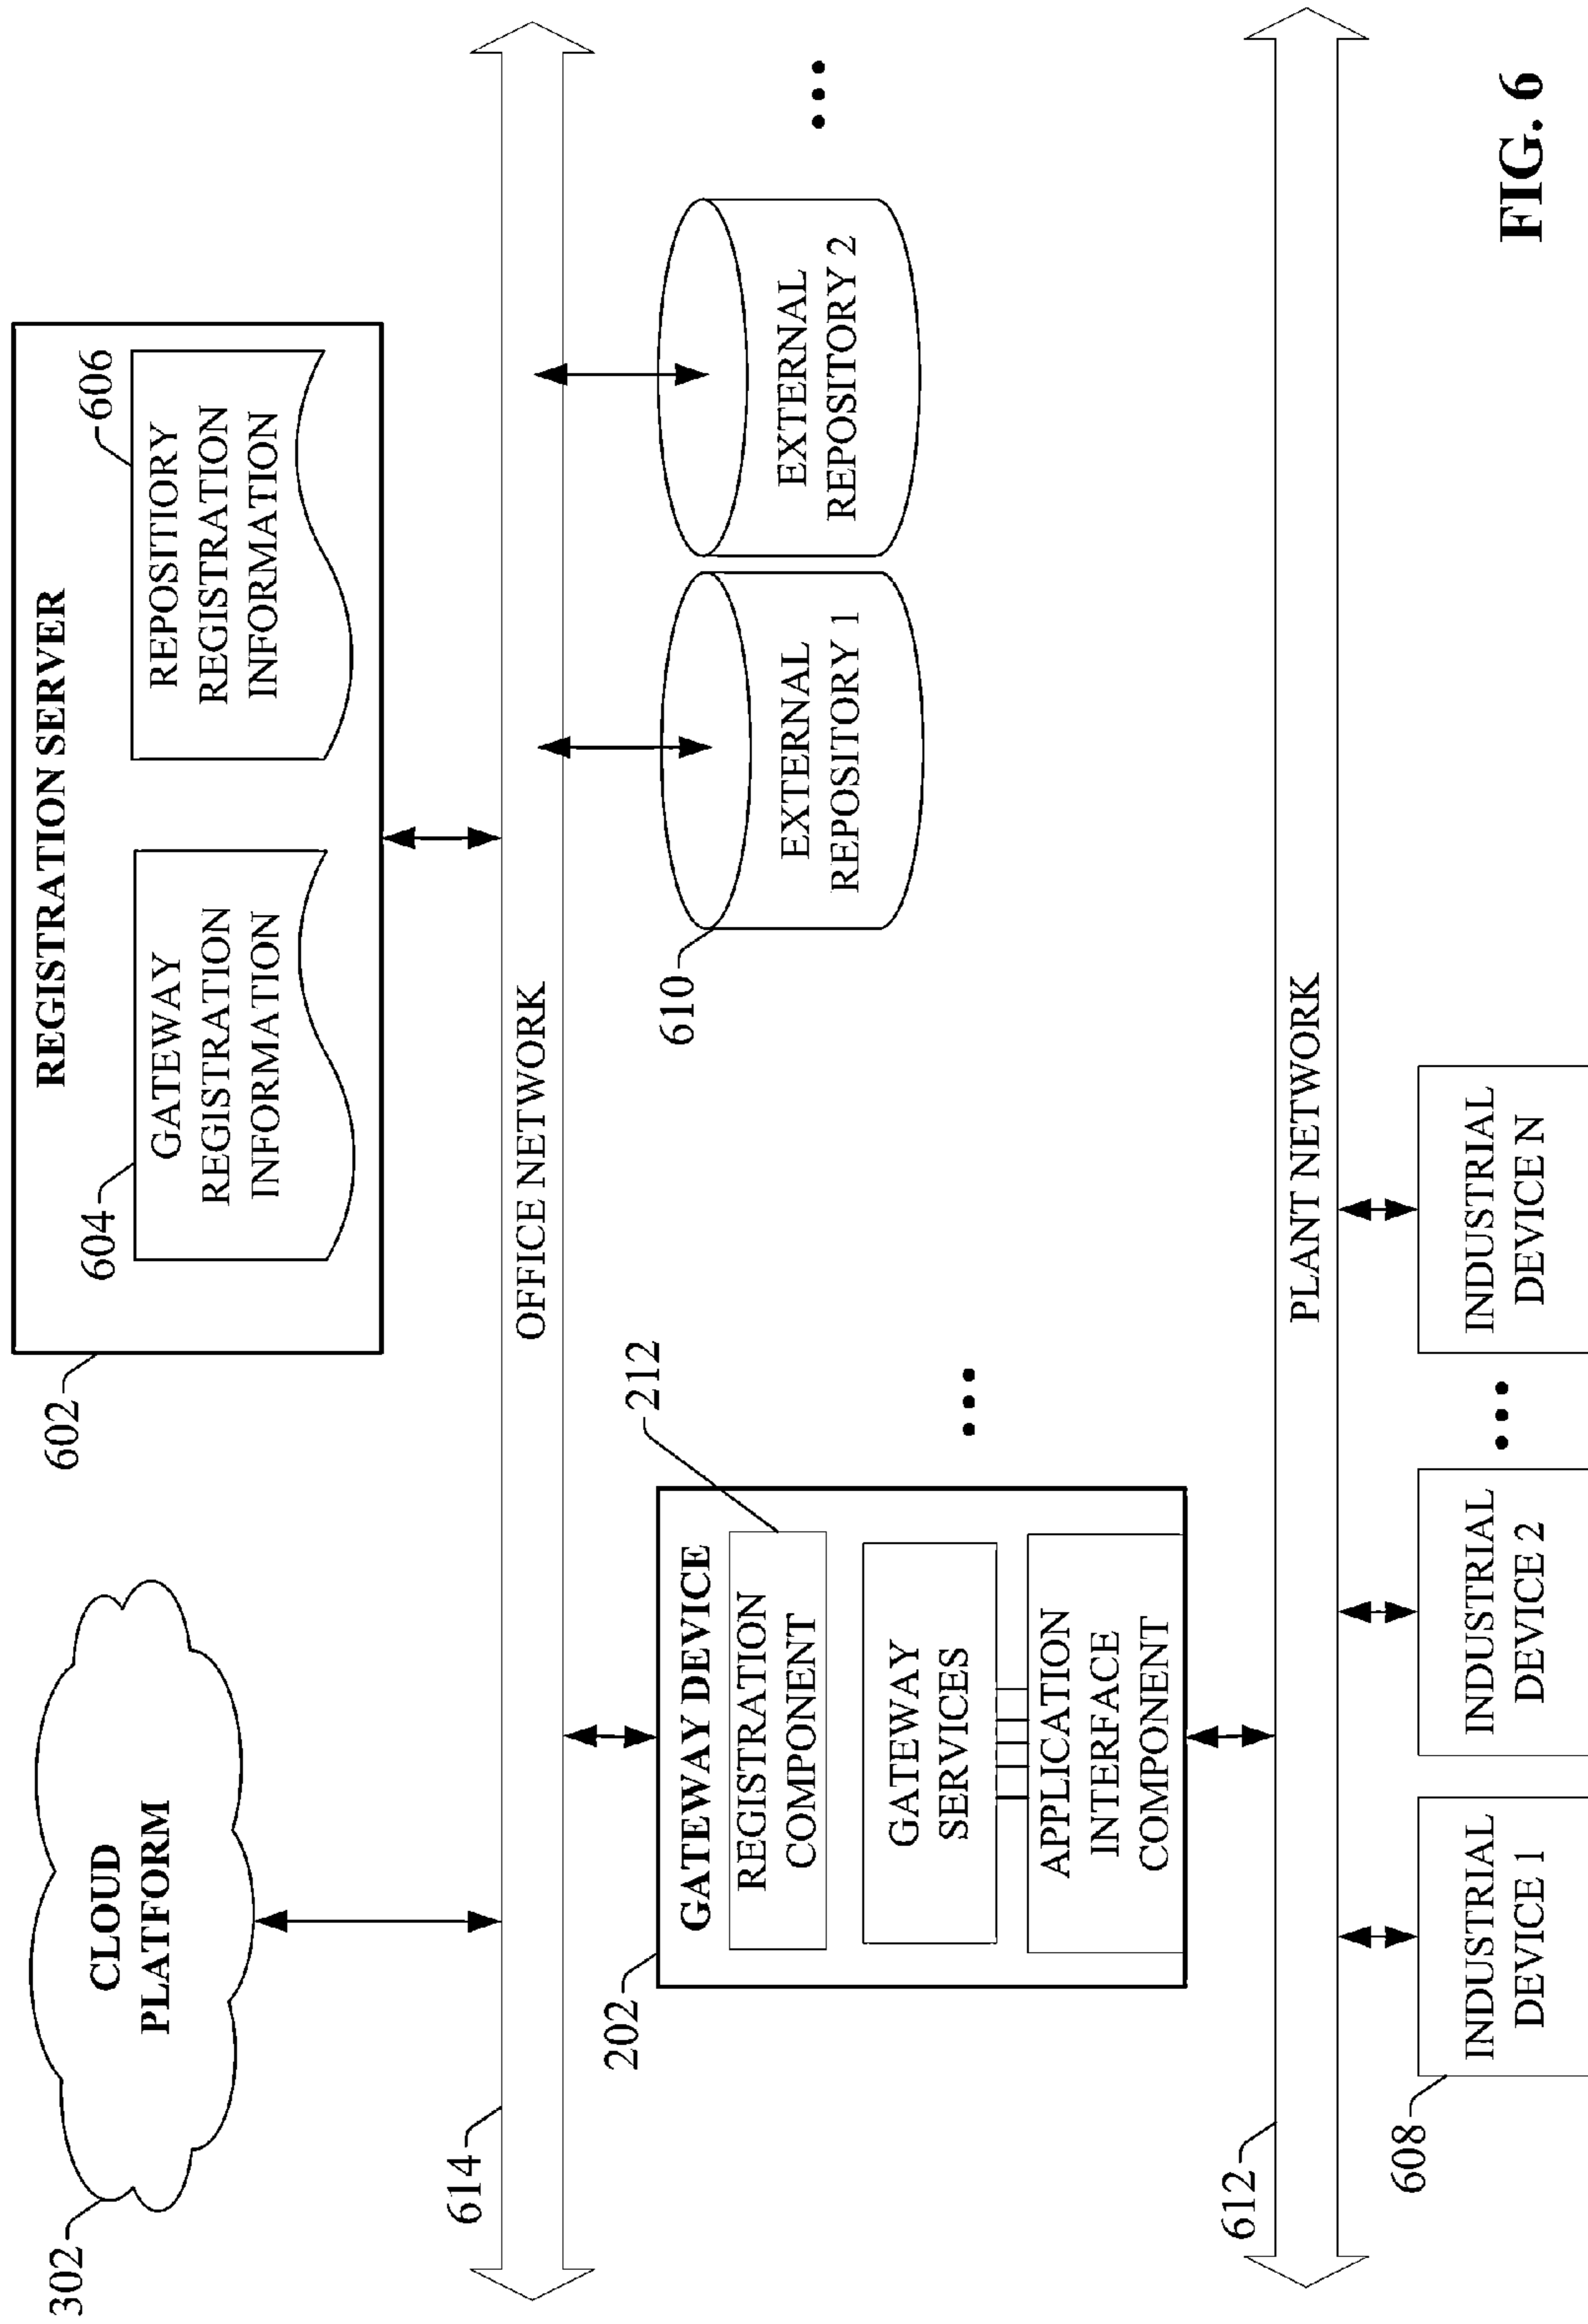 302
CLOUD
PLATFORM
602
REGISTRATION SERVER
604
GATEWAY
REGISTRATION
INFORMATION
606
REPOSITORY
REGISTRATION
INFORMATION
614
OFFICE NETWORK
202
GATEWAY DEVICE
212
REGISTRATION
COMPONENT
GATEWAY
SERVICES
APPLICATION
INTERFACE
COMPONENT
...
610
EXTERNAL
REPOSITORY 1
EXTERNAL
REPOSITORY 2
...
612
PLANT NETWORK
608
INDUSTRIAL
DEVICE 1
INDUSTRIAL
DEVICE 2
...
INDUSTRIAL
DEVICE N
FIG. 6